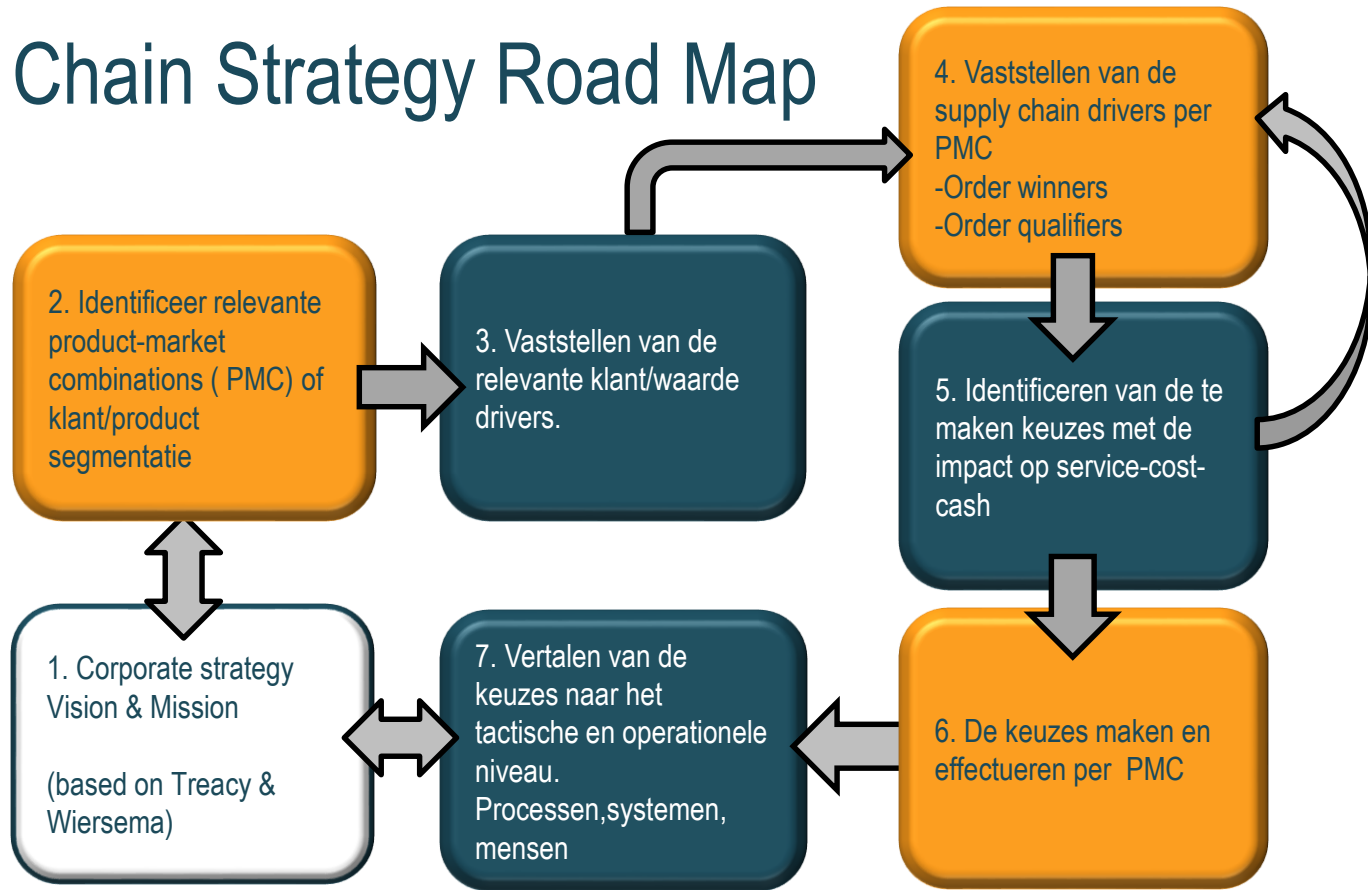 Chain Strategy Road Map
4. Vaststellen van de
supply chain drivers per
PMC
-Order winners
-Order qualifiers
2. Identificeer relevante
product-market
combinations ( PMC) of
klant/product
segmentatie
3. Vaststellen van de
relevante klant/waarde
drivers.
5. Identificeren van de te
maken keuzes met de
impact op service-cost-
cash
1. Corporate strategy
Vision & Mission
(based on Treacy &
Wiersema)
7. Vertalen van de
keuzes naar het
tactische en operationele
niveau.
Processen,systemen,
mensen
6. De keuzes maken en
effectueren per  PMC